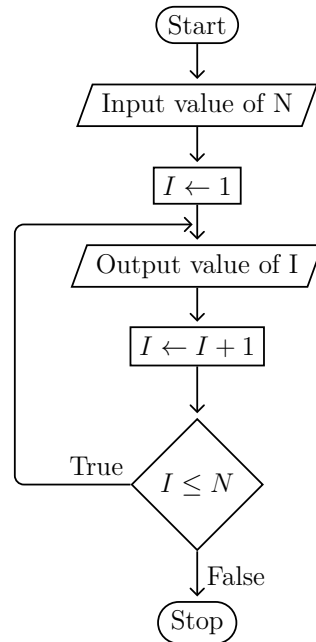 Start
Input value of N
I ← 1
Output value of I
I ← I + 1
True
I ≤ N
False
Stop